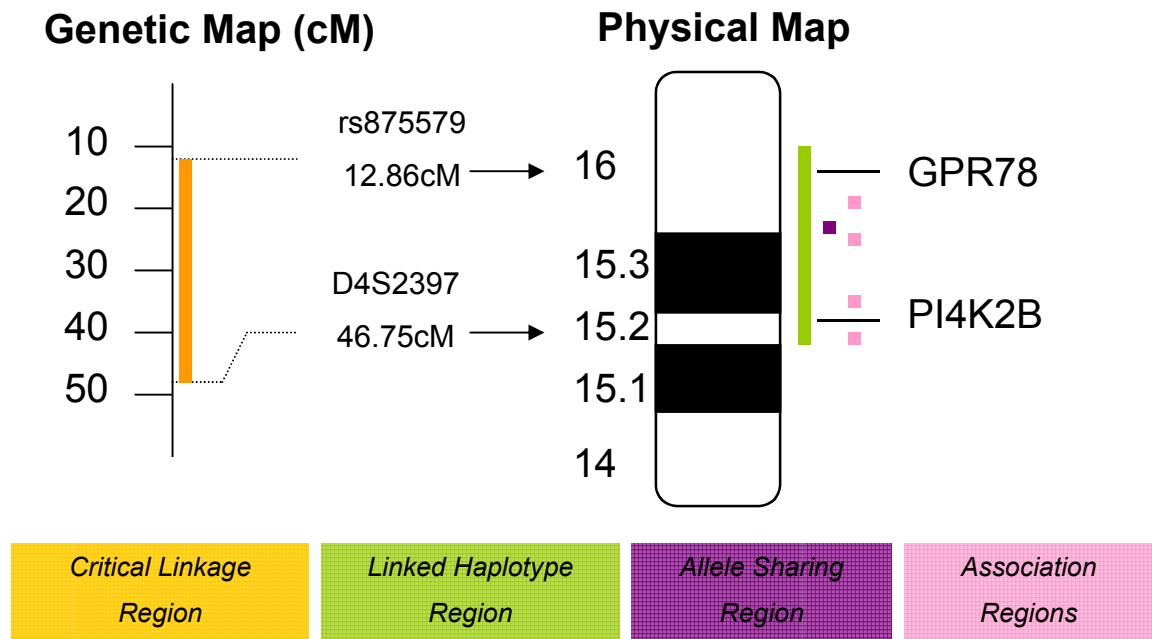 Genetic Map (cM)
Physical Map
10
20
30
40
50
rs875579
12.86cM
D4S2397
46.75cM
16
15.3
15.2
15.1
14
GPR78
PI4K2B
Critical Linkage
Region
Linked Haplotype
Region
Allele Sharing
Region
Association
Regions